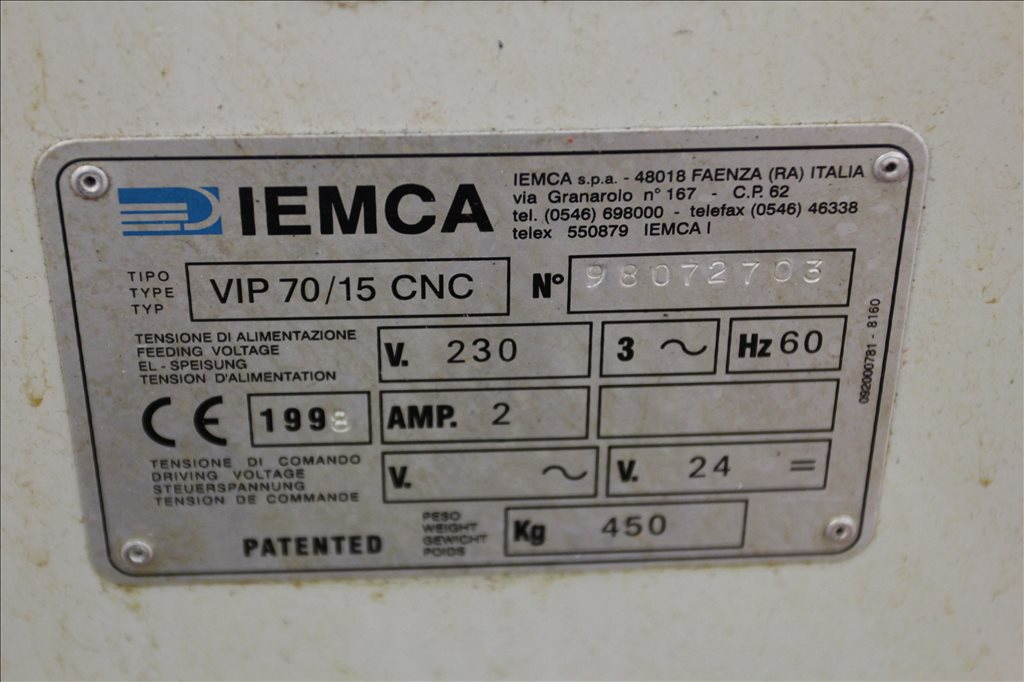 IEMCA
IEMCA s.p.a. - 48018 FAENZA (RA) ITALIA
via Granarolo n° 167 - C.P. 62
tel. (0546) 698000 - telefax (0546) 46338
telex 550879 IEMCA I
TIPO
TYPE
TYP
VIP 70/15 CNC
N° 98072703
TENSIONE DI ALIMENTAZIONE
FEEDING VOLTAGE
EL - SPEISUNG
TENSION D'ALIMENTATION
V. 230
3 ~
Hz 60
CE
1998
AMP. 2
TENSIONE DI COMANDO
DRIVING VOLTAGE
STEUERSPANNUNG
TENSION DE COMMANDE
V. ~
V. 24 =
PATENTED
PESO
WEIGHT
GEWICHT
POIDS
Kg 450
092000781 - 8160